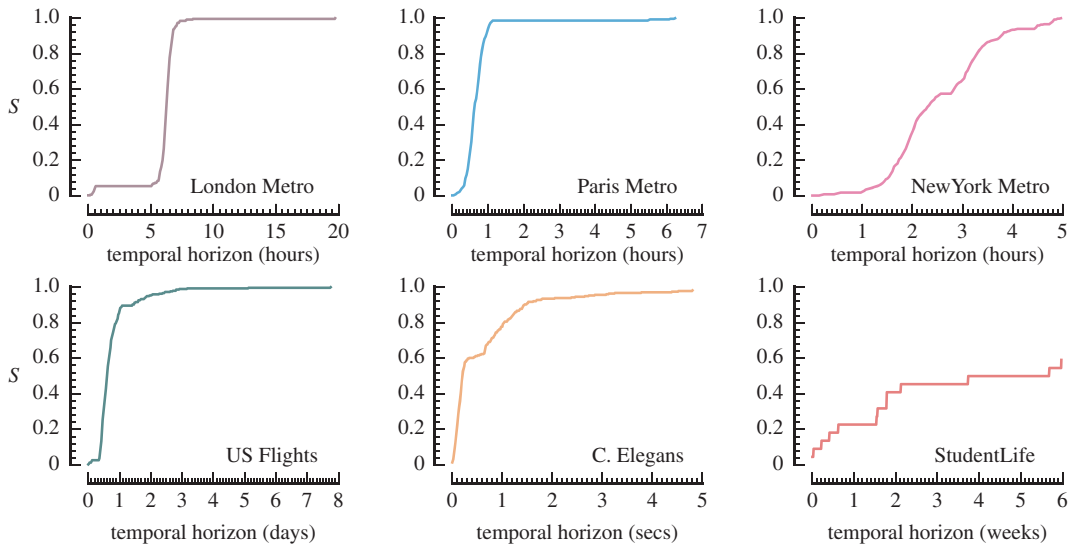 1.0 1.0 1.0
0.8 0.8 0.8
0.6 0.6 0.6
S
0.4 0.4 0.4
0.2 0.2 0.2
London Metro Paris Metro NewYork Metro
0 0 0
0 5 10 15 20 0 1 2 3 4 5 6 7 0 1 2 3 4 5
temporal horizon (hours) temporal horizon (hours) temporal horizon (hours)
1.0 1.0 1.0
0.8 0.8 0.8
0.6 0.6 0.6
S
0.4 0.4 0.4
0.2 0.2 0.2
US Flights C. Elegans StudentLife
0 0 0
0 1 2 3 4 5 6 7 8 0 1 2 3 4 5 0 1 2 3 4 5 6
temporal horizon (days) temporal horizon (secs) temporal horizon (weeks)